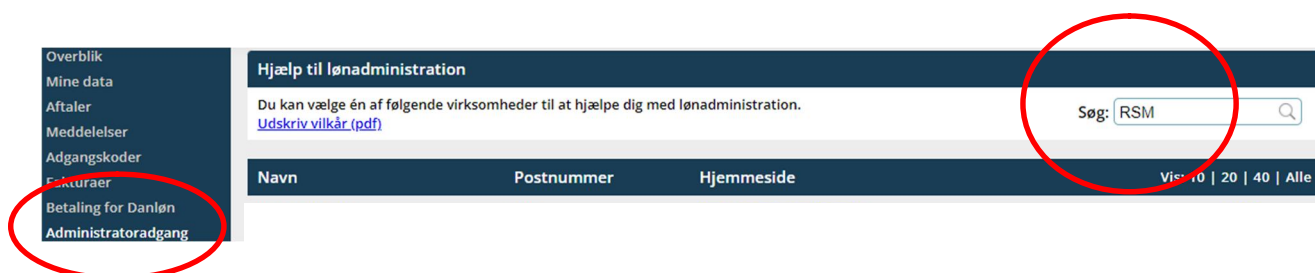 Overblik
Mine data
Aftaler
Meddelelser
Adgangskoder
Fakturaer
Betaling for Danløn
Administratoradgang
Hjælp til lønadministration
Du kan vælge én af følgende virksomheder til at hjælpe dig med lønadministration.
Udskriv vilkår (pdf)
Søg: RSM
Navn Postnummer Hjemmeside Vis: 10 | 20 | 40 | Alle